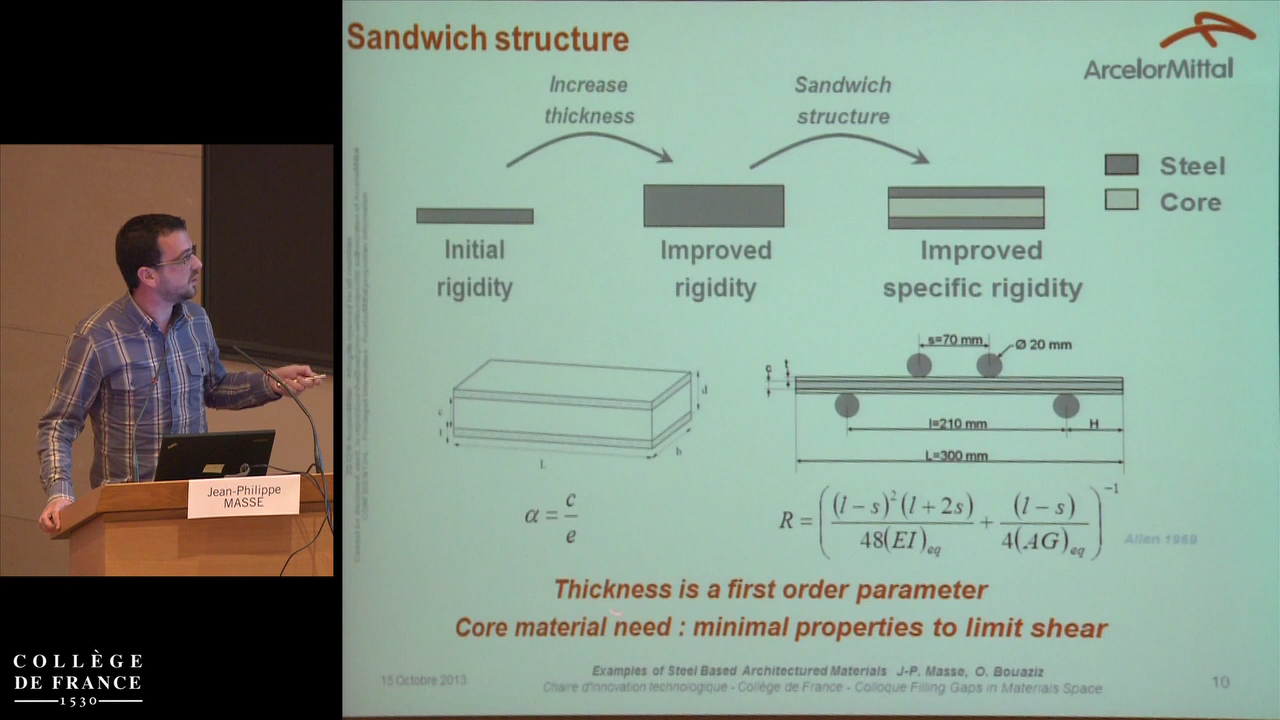 Sandwich structure
ArcelorMittal
Increase
thickness
Sandwich
structure
Steel
Core
Initial
rigidity
Improved
rigidity
Improved
specific rigidity
s=70 mm
Ø 20 mm
c
t
l=210 mm
H
L=300 mm
d
c
t
L
b
α = c/e
R = ( (l − s)²(l + 2s) / 48(EI)eq + (l − s) / 4(AG)eq )⁻¹
Allen 1969
Thickness is a first order parameter
Core material need : minimal properties to limit shear
Examples of Steel Based Architectured Materials J-P. Masse, O. Bouaziz
15 Octobre 2013
Chaire d'innovation technologique - Collège de France - Colloque Filling Gaps in Materials Space
10
Jean-Philippe
MASSE
COLLÈGE
DE FRANCE
1530